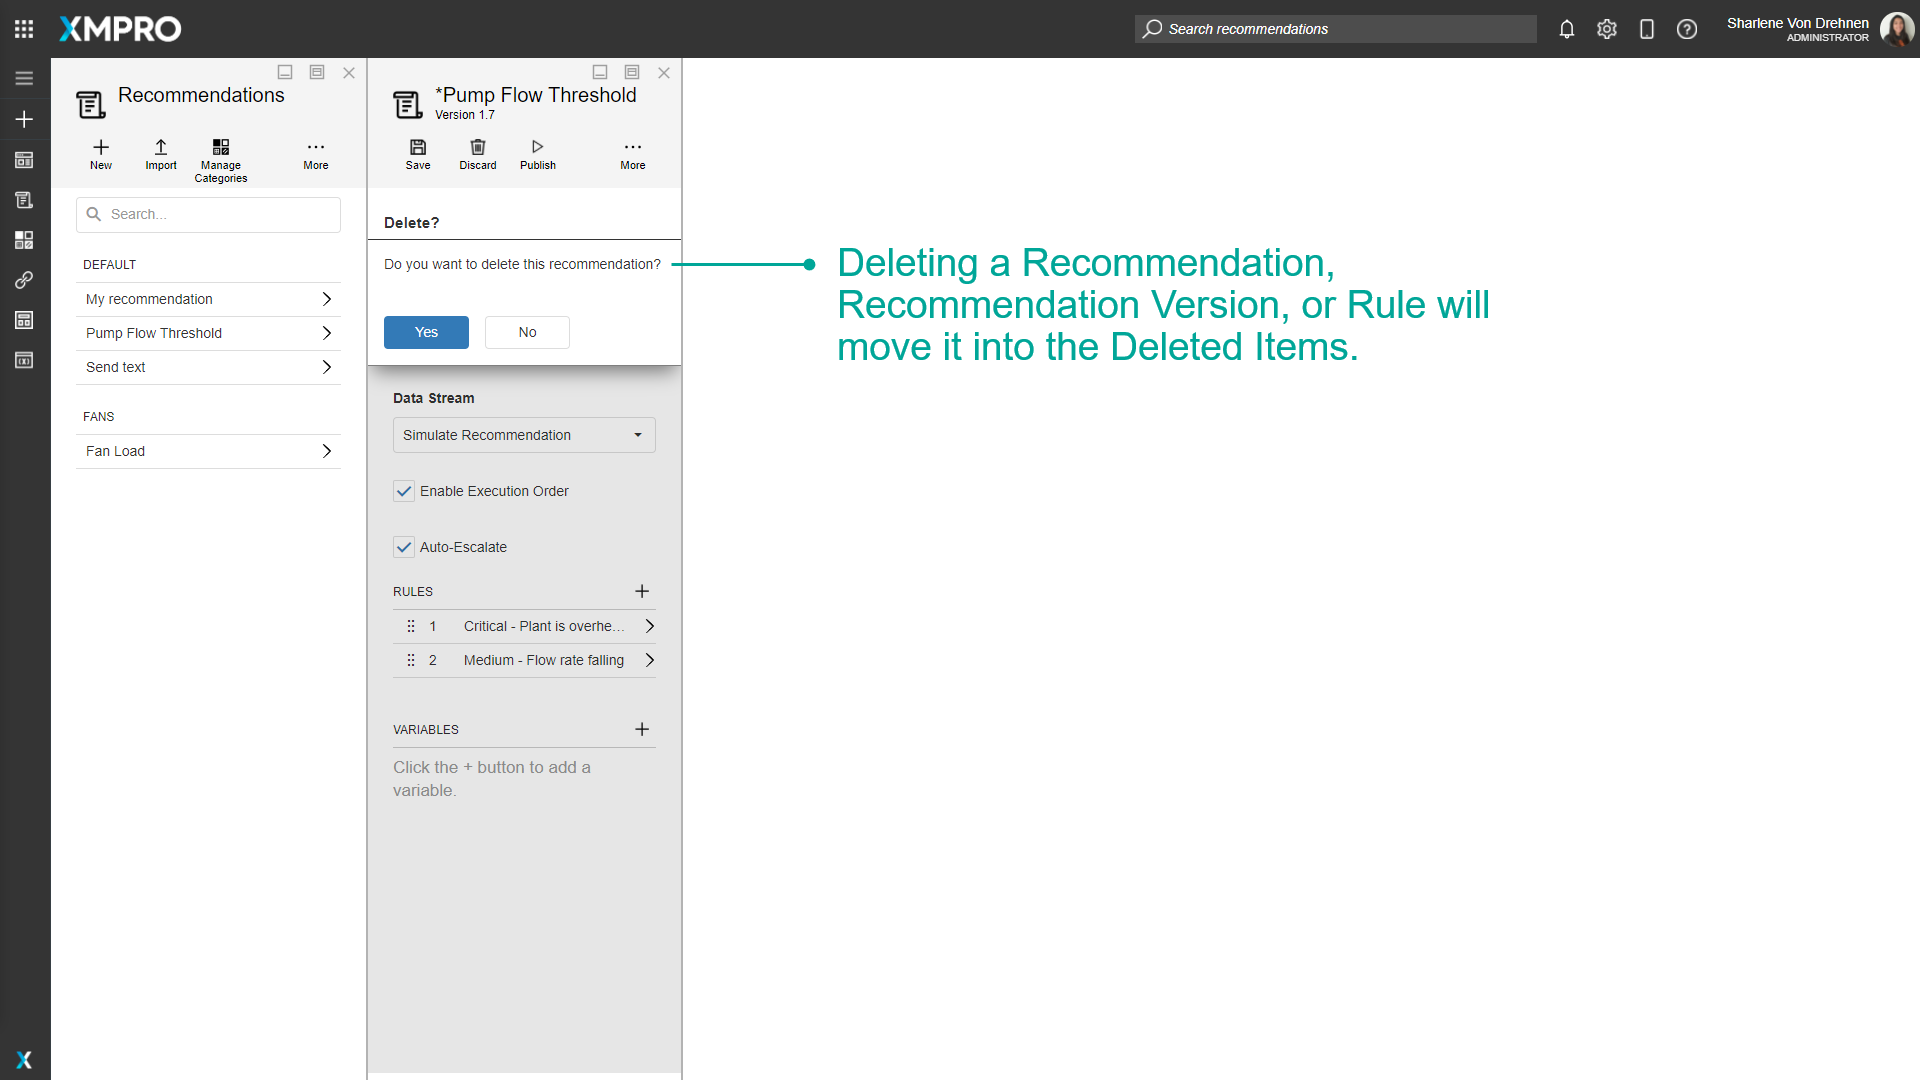 XMPRO
Search recommendations
Sharlene Von Drehnen
ADMINISTRATOR
Recommendations
New
Import
Manage
Categories
More
Search...
DEFAULT
My recommendation
Pump Flow Threshold
Send text
FANS
Fan Load
*Pump Flow Threshold
Version 1.7
Save
Discard
Publish
More
Delete?
Do you want to delete this recommendation?
Yes
No
Data Stream
Simulate Recommendation
Enable Execution Order
Auto-Escalate
RULES
1 Critical - Plant is overhe...
2 Medium - Flow rate falling
VARIABLES
Click the + button to add a
variable.
Deleting a Recommendation,
Recommendation Version, or Rule will
move it into the Deleted Items.